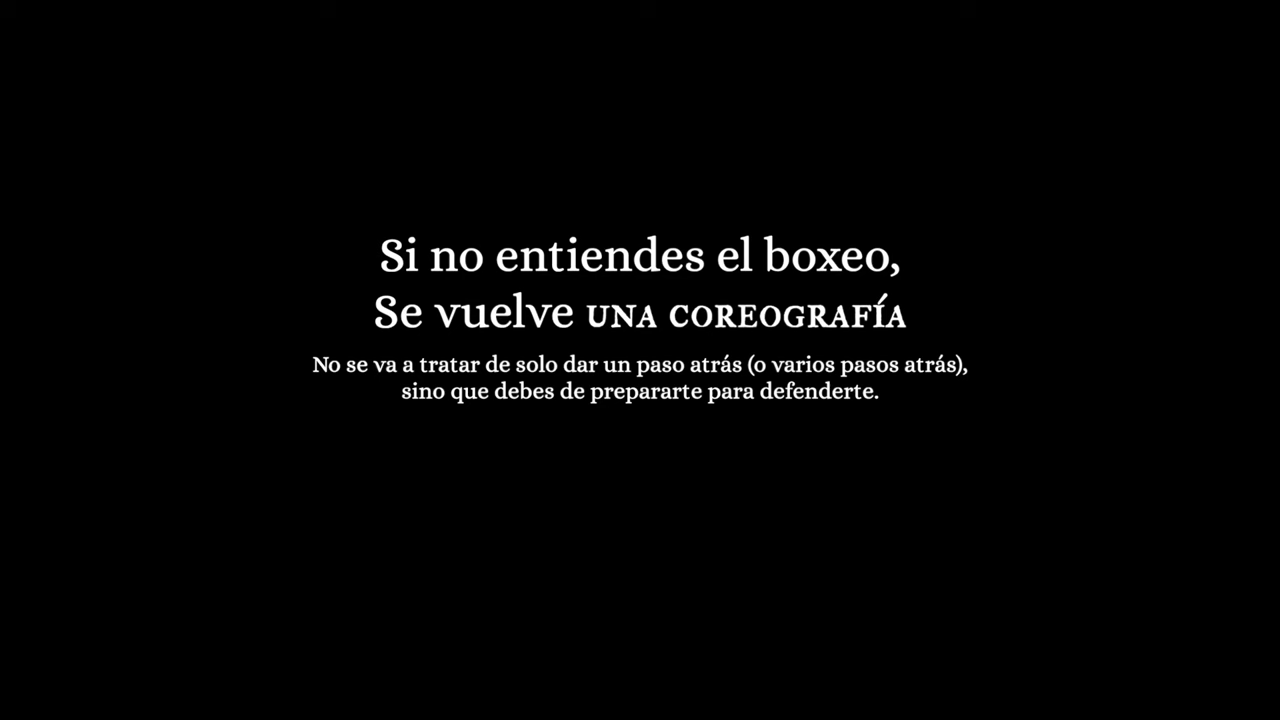 Si no entiendes el boxeo,
Se vuelve UNA COREOGRAFÍA
No se va a tratar de solo dar un paso atrás (o varios pasos atrás),
sino que debes de prepararte para defenderte.